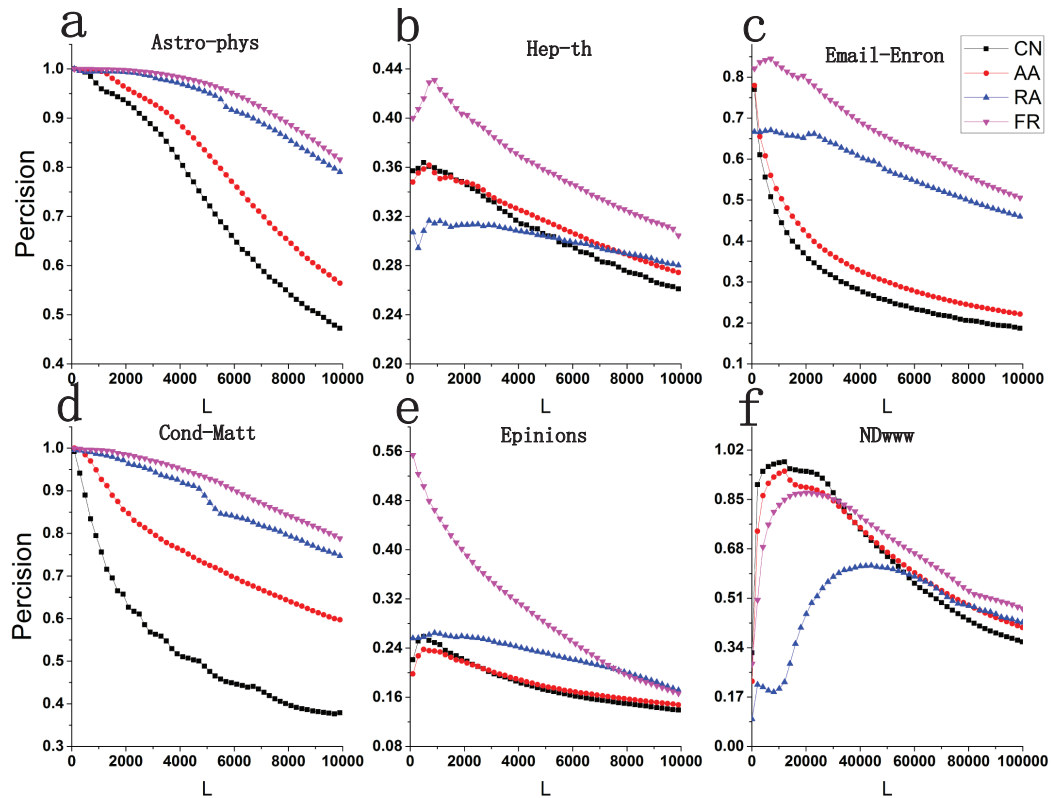 a
Astro-phys
Percision
1.0
0.9
0.8
0.7
0.6
0.5
0.4
0 2000 4000 6000 8000 10000
L
b
Hep-th
0.44
0.40
0.36
0.32
0.28
0.24
0.20
0 2000 4000 6000 8000 10000
L
c
Email-Enron
CN
AA
RA
FR
0.8
0.7
0.6
0.5
0.4
0.3
0.2
0.1
0 2000 4000 6000 8000 10000
L
d
Cond-Matt
Percision
1.0
0.9
0.8
0.7
0.6
0.5
0.4
0.3
0 2000 4000 6000 8000 10000
L
e
Epinions
0.56
0.48
0.40
0.32
0.24
0.16
0.08
0 2000 4000 6000 8000 10000
L
f
NDwww
1.02
0.85
0.68
0.51
0.34
0.17
0.00
0 20000 40000 60000 80000 100000
L